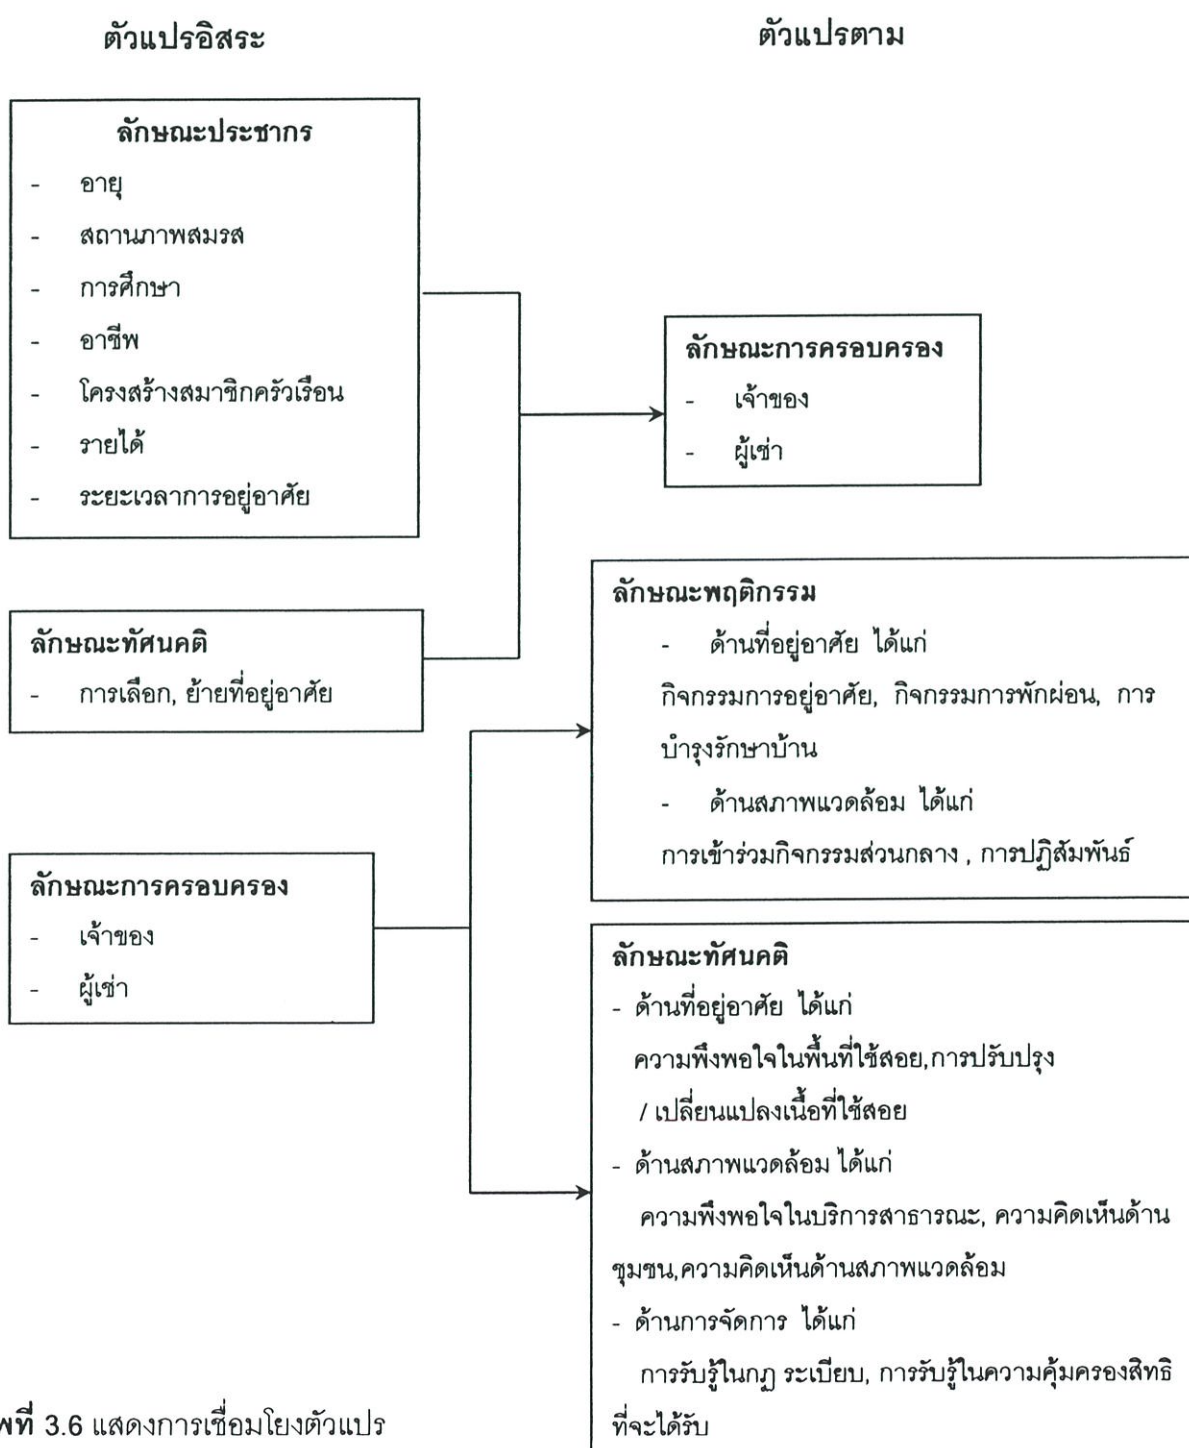 ตัวแปรอิสระ
ตัวแปรตาม
ลักษณะประชากร
- อายุ
- สถานภาพสมรส
- การศึกษา
- อาชีพ
- โครงสร้างสมาชิกครัวเรือน
- รายได้
- ระยะเวลาการอยู่อาศัย
ลักษณะทัศนคติ
- การเลือก, ย้ายที่อยู่อาศัย
ลักษณะการครอบครอง
- เจ้าของ
- ผู้เช่า
ลักษณะการครอบครอง
- เจ้าของ
- ผู้เช่า
ลักษณะพฤติกรรม
- ด้านที่อยู่อาศัย ได้แก่
กิจกรรมการอยู่อาศัย, กิจกรรมการพักผ่อน, การ
บำรุงรักษาบ้าน
- ด้านสภาพแวดล้อม ได้แก่
การเข้าร่วมกิจกรรมส่วนกลาง , การปฏิสัมพันธ์
ลักษณะทัศนคติ
- ด้านที่อยู่อาศัย ได้แก่
ความพึงพอใจในพื้นที่ใช้สอย,การปรับปรุง
/ เปลี่ยนแปลงเนื้อที่ใช้สอย
- ด้านสภาพแวดล้อม ได้แก่
ความพึงพอใจในบริการสาธารณะ, ความคิดเห็นด้าน
ชุมชน,ความคิดเห็นด้านสภาพแวดล้อม
- ด้านการจัดการ ได้แก่
การรับรู้ในกฎ ระเบียบ, การรับรู้ในความคุ้มครองสิทธิ
ที่จะได้รับ
พที่ 3.6 แสดงการเชื่อมโยงตัวแปร